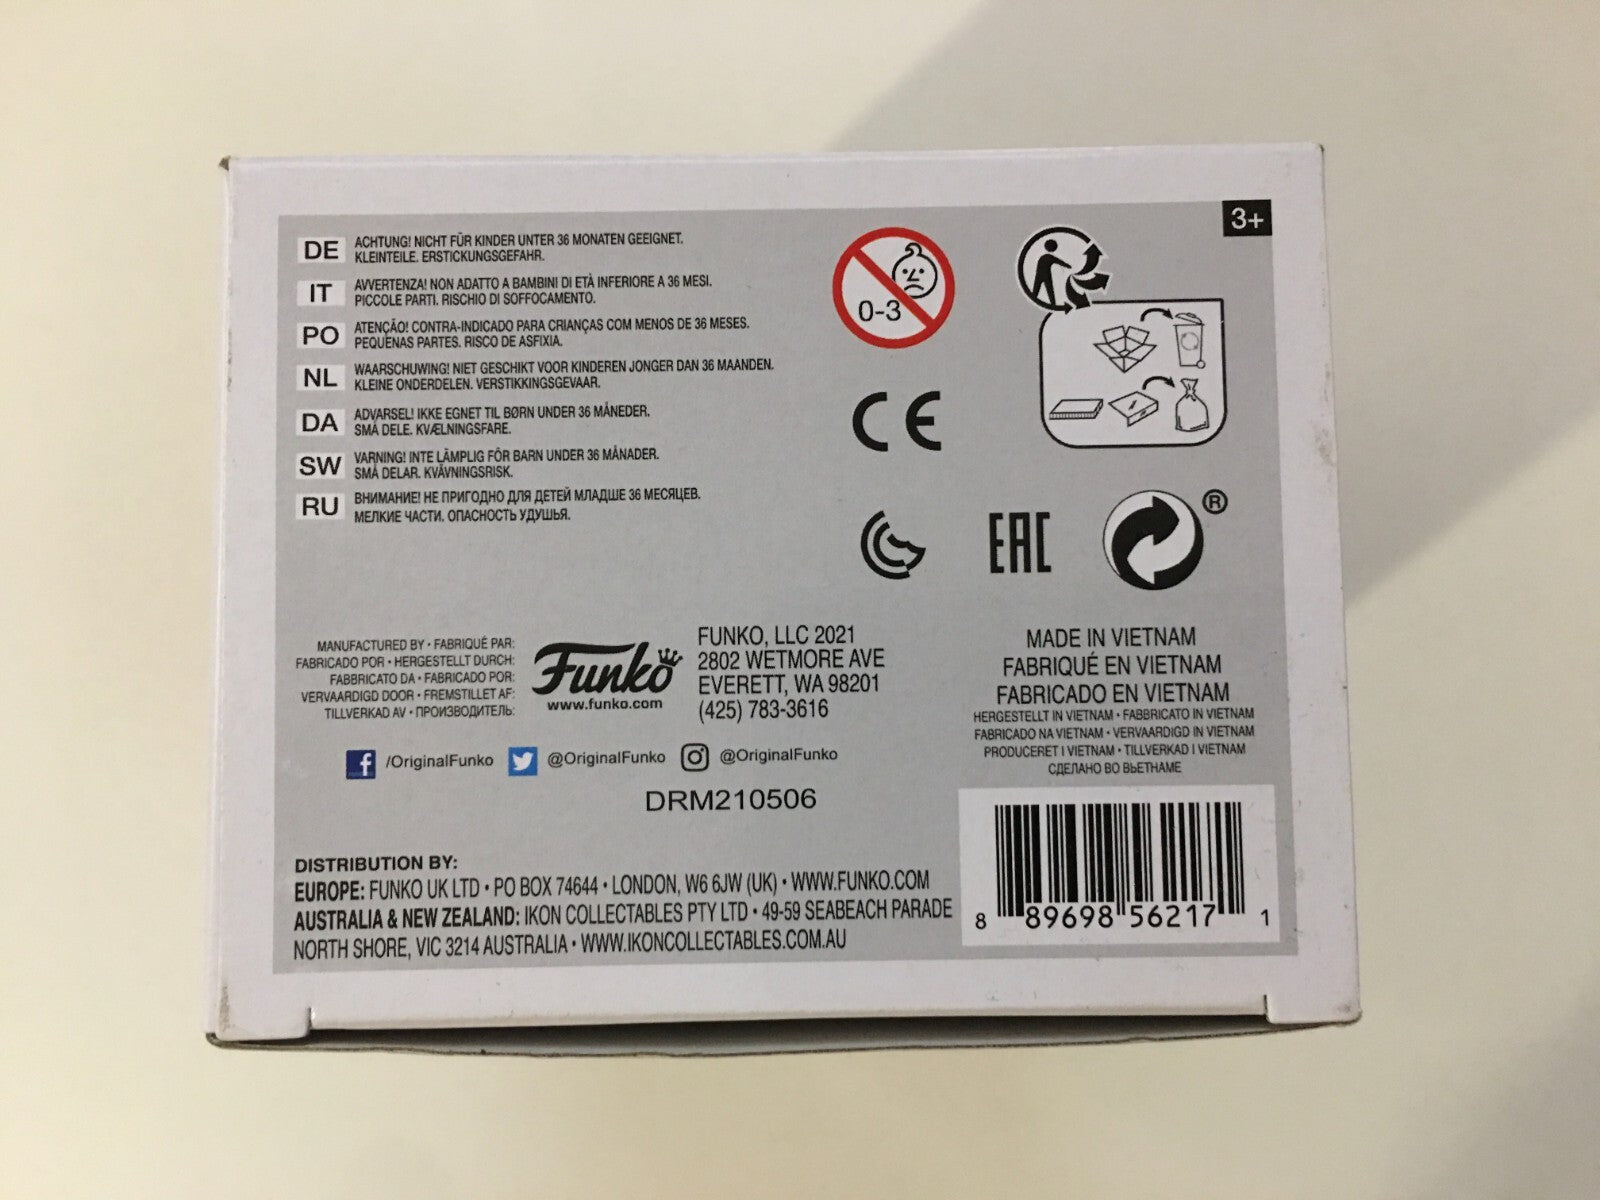 3+
DE
ACHTUNG! NICHT FÜR KINDER UNTER 36 MONATEN GEEIGNET.
KLEINTEILE. ERSTICKUNGSGEFAHR.
IT
AVVERTENZA! NON ADATTO A BAMBINI DI ETÀ INFERIORE A 36 MESI.
PICCOLE PARTI. RISCHIO DI SOFFOCAMENTO.
PO
ATENÇÃO! CONTRA-INDICADO PARA CRIANÇAS COM MENOS DE 36 MESES.
PEQUENAS PARTES. RISCO DE ASFIXIA.
NL
WAARSCHUWING! NIET GESCHIKT VOOR KINDEREN JONGER DAN 36 MAANDEN.
KLEINE ONDERDELEN. VERSTIKKINGSGEVAAR.
DA
ADVARSEL! IKKE EGNET TIL BØRN UNDER 36 MÅNEDER.
SMÅ DELE. KVÆLNINGSFARE.
SW
VARNING! INTE LÄMPLIG FÖR BARN UNDER 36 MÅNADER.
SMÅ DELAR. KVÄVNINGSRISK.
RU
ВНИМАНИЕ! НЕ ПРИГОДНО ДЛЯ ДЕТЕЙ МЛАДШЕ 36 МЕСЯЦЕВ.
МЕЛКИЕ ЧАСТИ. ОПАСНОСТЬ УДУШЬЯ.
0-3
CE
EAC
®
MANUFACTURED BY • FABRIQUÉ PAR:
FABRICADO POR • HERGESTELLT DURCH:
FABBRICATO DA • FABRICADO POR:
VERVAARDIGD DOOR • FREMSTILLET AF:
TILLVERKAD AV • ПРОИЗВОДИТЕЛЬ:
Funko
www.funko.com
FUNKO, LLC 2021
2802 WETMORE AVE
EVERETT, WA 98201
(425) 783-3616
MADE IN VIETNAM
FABRIQUÉ EN VIETNAM
FABRICADO EN VIETNAM
HERGESTELLT IN VIETNAM • FABBRICATO IN VIETNAM
FABRICADO NA VIETNAM • VERVAARDIGD IN VIETNAM
PRODUCERET I VIETNAM • TILLVERKAD I VIETNAM
СДЕЛАНО ВО ВЬЕТНАМЕ
f /OriginalFunko @OriginalFunko @OriginalFunko
DRM210506
DISTRIBUTION BY:
EUROPE: FUNKO UK LTD • PO BOX 74644 • LONDON, W6 6JW (UK) • WWW.FUNKO.COM
AUSTRALIA & NEW ZEALAND: IKON COLLECTABLES PTY LTD • 49-59 SEABEACH PARADE
NORTH SHORE, VIC 3214 AUSTRALIA • WWW.IKONCOLLECTABLES.COM.AU
8 89698 56217 1